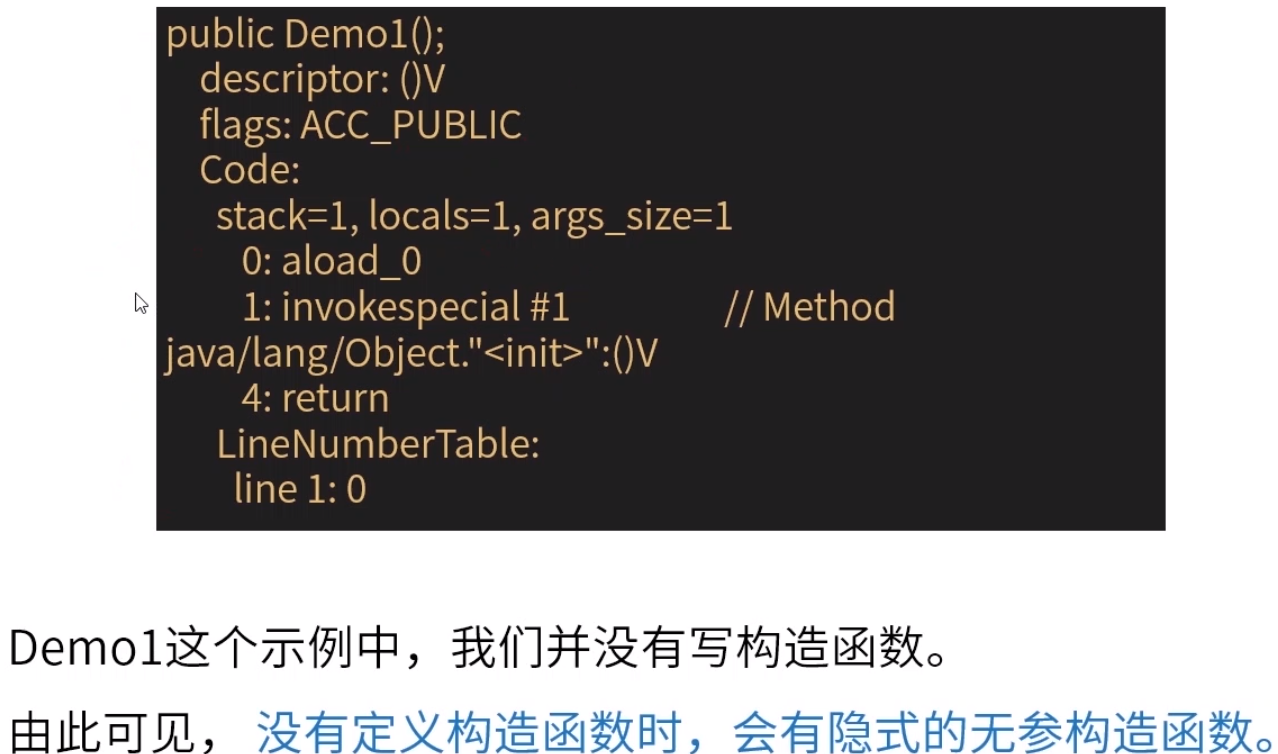 public Demo1();
descriptor: ()V
flags: ACC_PUBLIC
Code:
stack=1, locals=1, args_size=1
0: aload_0
1: invokespecial #1 // Method
java/lang/Object."<init>":()V
4: return
LineNumberTable:
line 1: 0
Demo1这个示例中，我们并没有写构造函数。
由此可见， 没有定义构造函数时，会有隐式的无参构造函数。